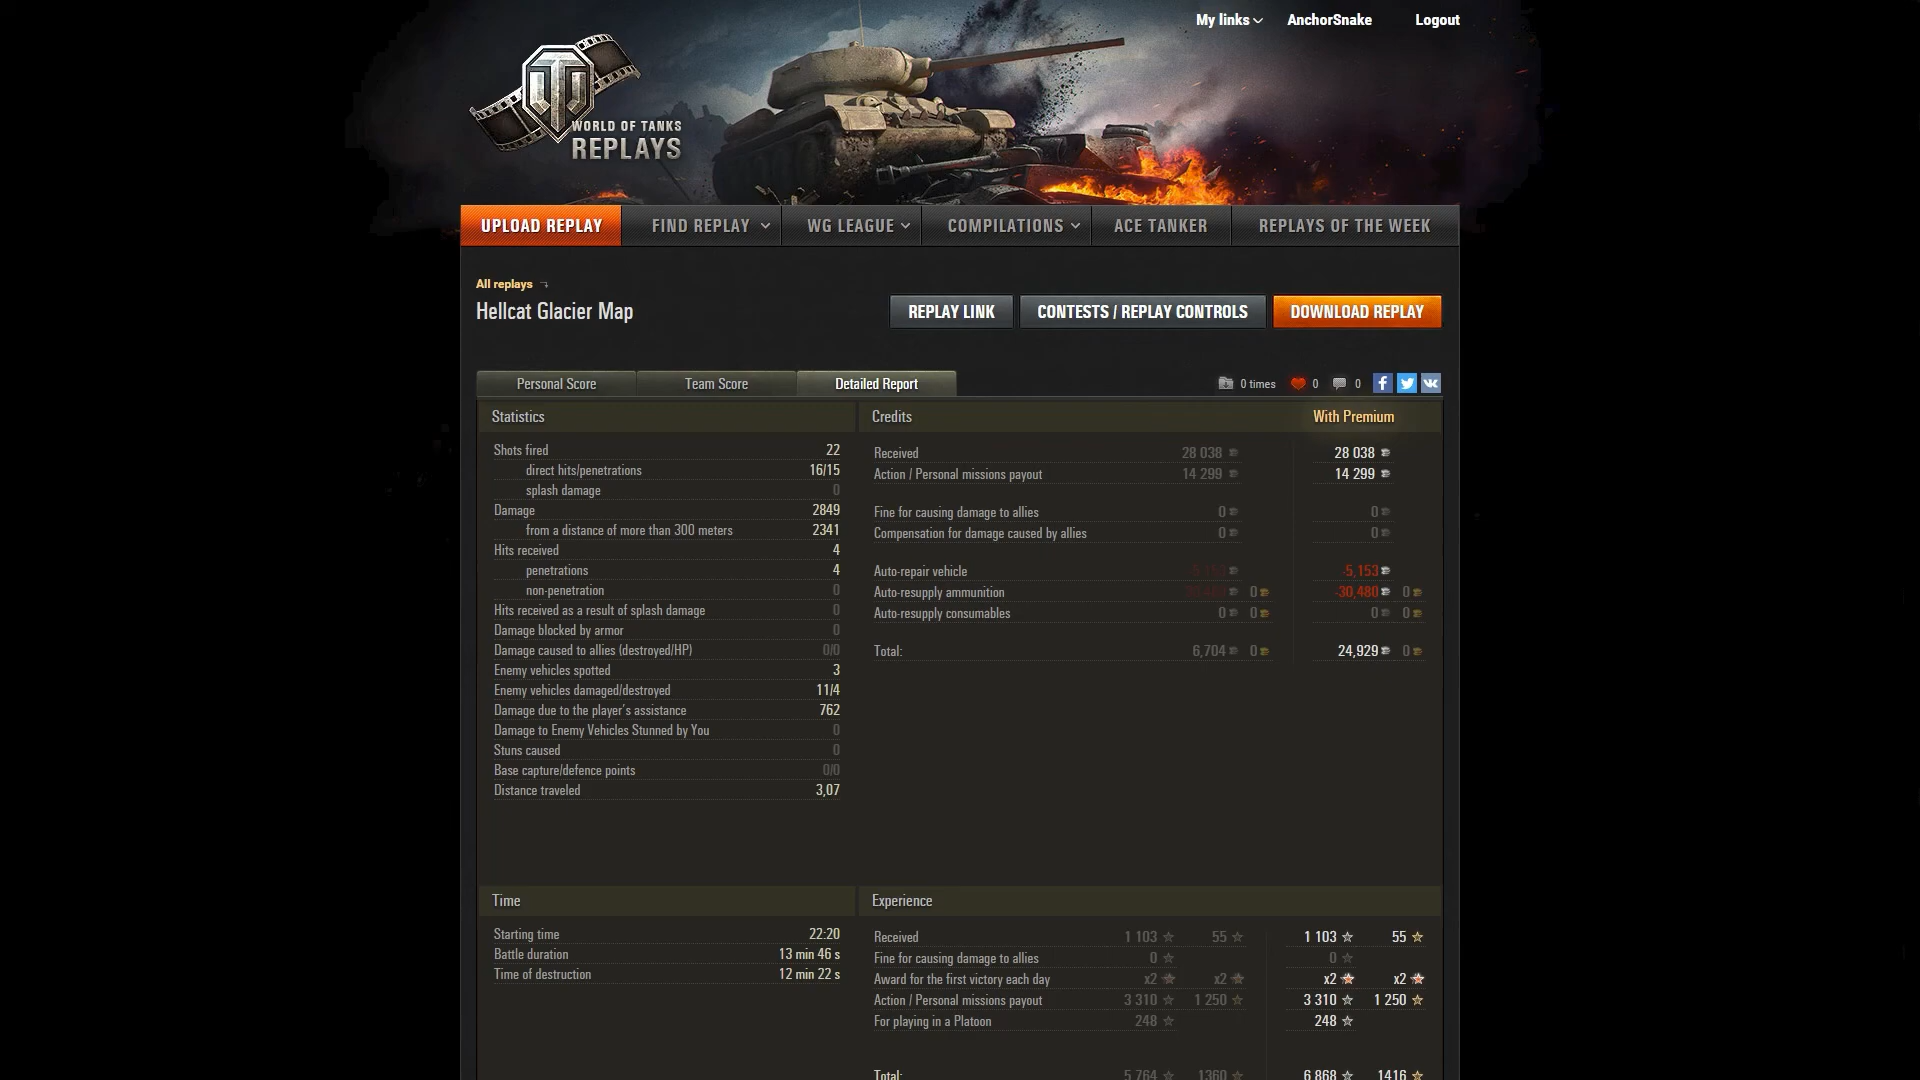 My links AnchorSnake Logout
WORLD OF TANKS
REPLAYS
UPLOAD REPLAY FIND REPLAY WG LEAGUE COMPILATIONS ACE TANKER REPLAYS OF THE WEEK
All replays
Hellcat Glacier Map REPLAY LINK CONTESTS / REPLAY CONTROLS DOWNLOAD REPLAY
Personal Score Team Score Detailed Report 0 times 0 0
Statistics
Shots fired 22
direct hits/penetrations 16/15
splash damage 0
Damage 2849
from a distance of more than 300 meters 2341
Hits received 4
penetrations 4
non-penetration 0
Hits received as a result of splash damage 0
Damage blocked by armor 0
Damage caused to allies (destroyed/HP) 0/0
Enemy vehicles spotted 3
Enemy vehicles damaged/destroyed 11/4
Damage due to the player's assistance 762
Damage to Enemy Vehicles Stunned by You 0
Stuns caused 0
Base capture/defence points 0/0
Distance traveled 3,07
Credits With Premium
Received 28 038 28 038
Action / Personal missions payout 14 299 14 299
Fine for causing damage to allies 0 0
Compensation for damage caused by allies 0 0
Auto-repair vehicle -5,153 -5,153
Auto-resupply ammunition 0 -30,480 0
Auto-resupply consumables 0 0 0 0
Total: 6,704 0 24,929 0
Time
Starting time 22:20
Battle duration 13 min 46 s
Time of destruction 12 min 22 s
Experience
Received 1 103 55 1 103 55
Fine for causing damage to allies 0 0
Award for the first victory each day x2 x2 x2 x2
Action / Personal missions payout 3 310 1 250 3 310 1 250
For playing in a Platoon 248 248
Total: 5 764 1360 6 868 1416